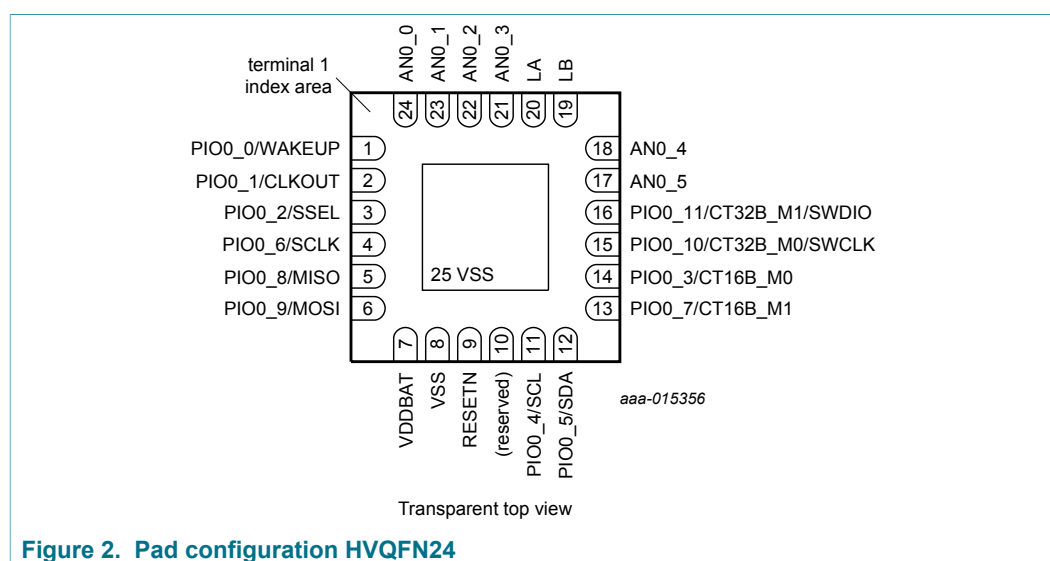 AN0_0
AN0_1
AN0_2
AN0_3
LA
LB
terminal 1
index area
24
23
22
21
20
19
PIO0_0/WAKEUP 1
PIO0_1/CLKOUT 2
PIO0_2/SSEL 3
PIO0_6/SCLK 4
PIO0_8/MISO 5
PIO0_9/MOSI 6
25 VSS
18 AN0_4
17 AN0_5
16 PIO0_11/CT32B_M1/SWDIO
15 PIO0_10/CT32B_M0/SWCLK
14 PIO0_3/CT16B_M0
13 PIO0_7/CT16B_M1
7
8
9
10
11
12
VDDBAT
VSS
RESETN
(reserved)
PIO0_4/SCL
PIO0_5/SDA
aaa-015356
Transparent top view
Figure 2. Pad configuration HVQFN24